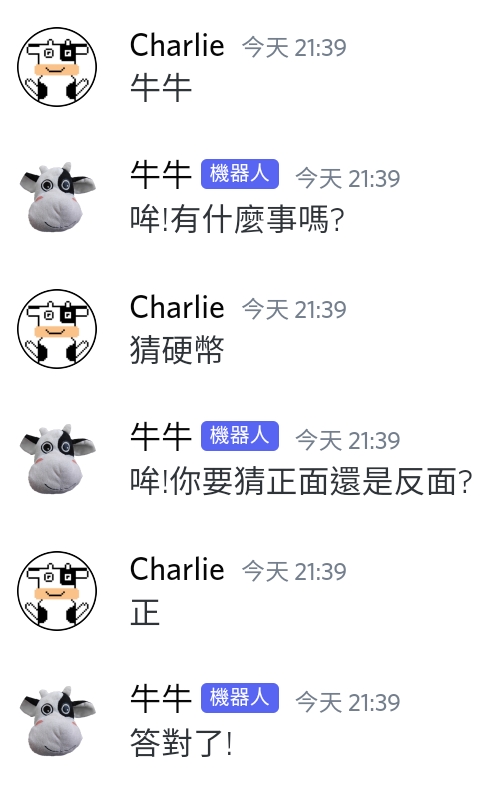 Charlie 今天 21:39
牛牛
牛牛 機器人 今天 21:39
哞!有什麼事嗎?
Charlie 今天 21:39
猜硬幣
牛牛 機器人 今天 21:39
哞!你要猜正面還是反面?
Charlie 今天 21:39
正
牛牛 機器人 今天 21:39
答對了!